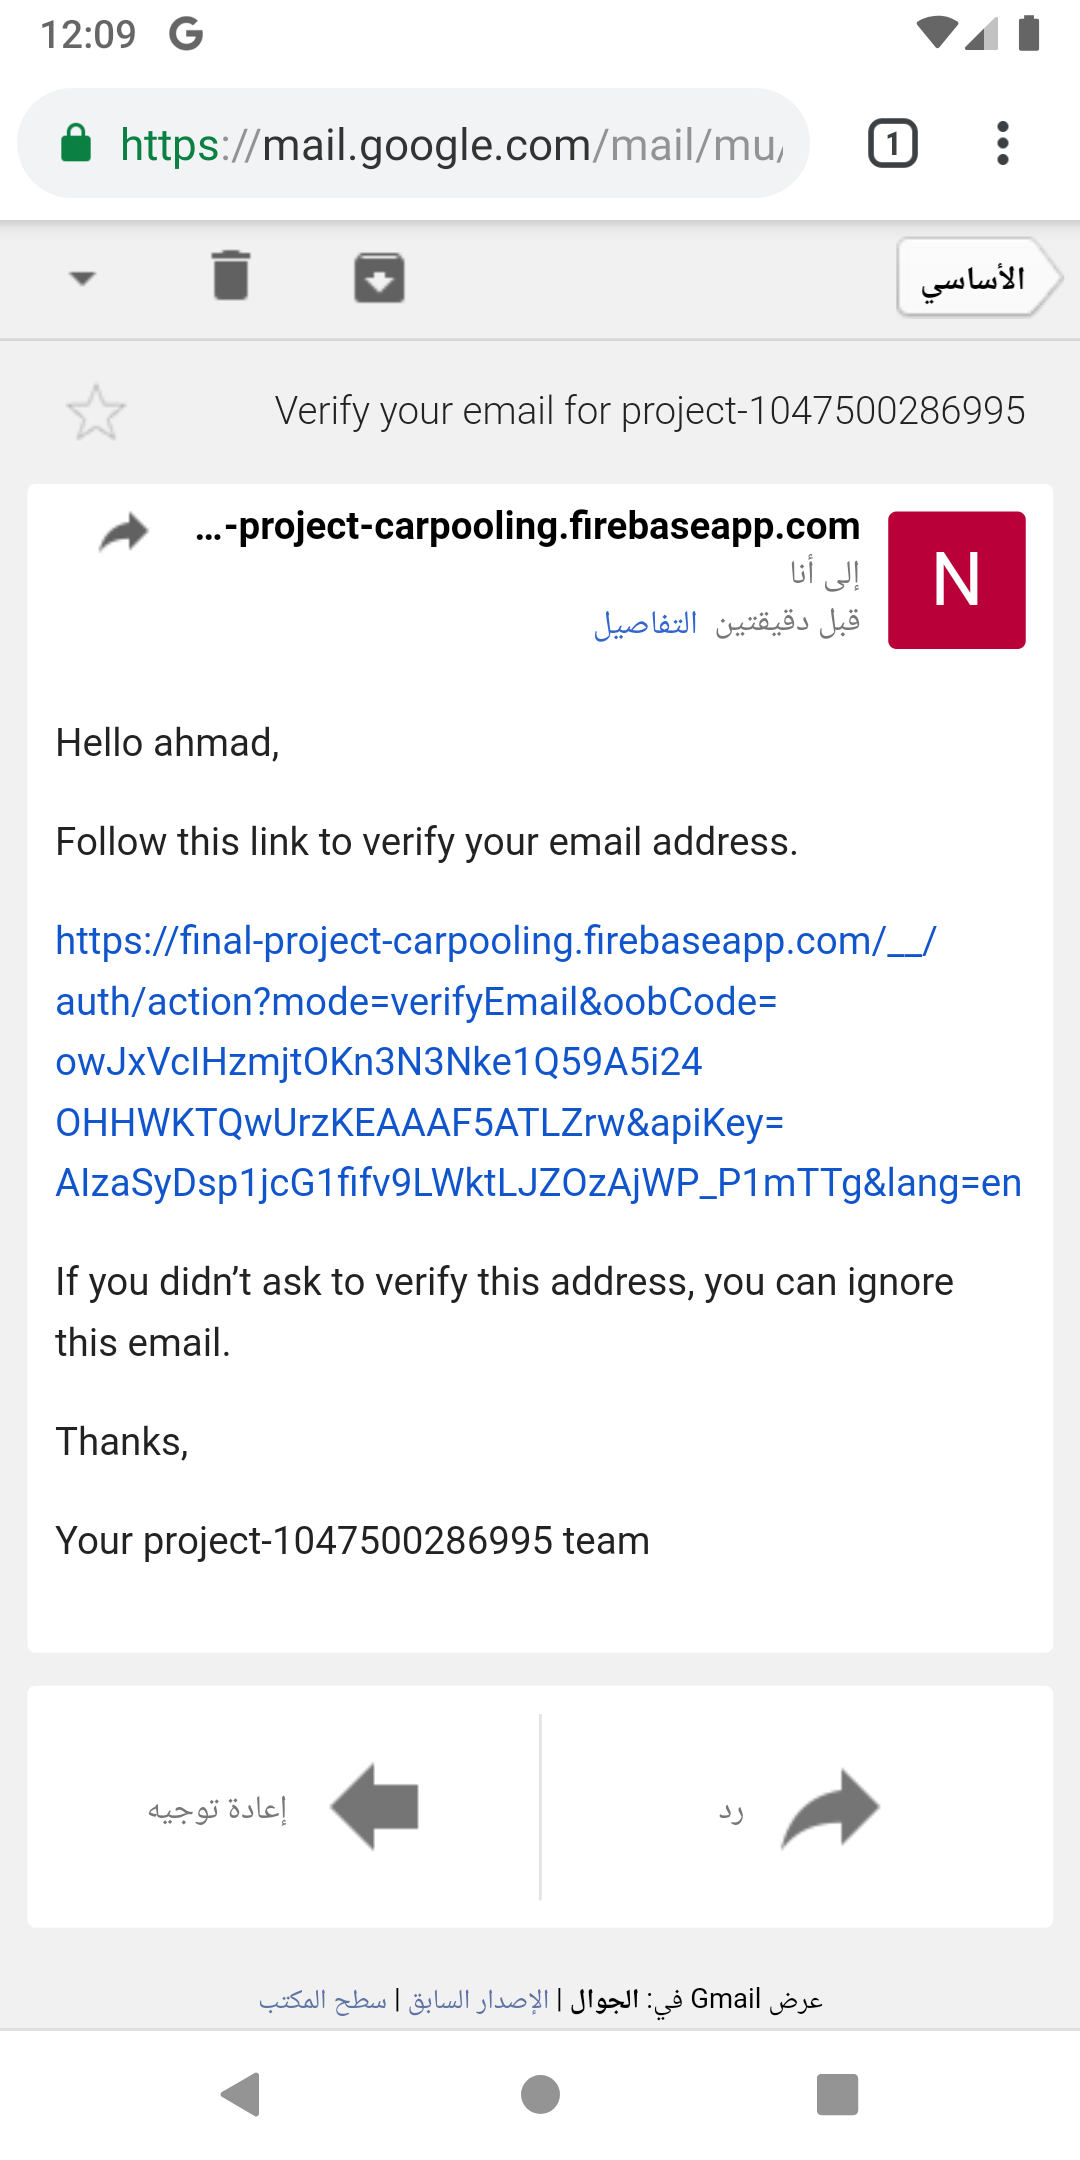 12:09
https://mail.google.com/mail/mu/
1
الأساسي
Verify your email for project-1047500286995
...-project-carpooling.firebaseapp.com
N
إلى أنا
قبل دقيقتين التفاصيل
Hello ahmad,
Follow this link to verify your email address.
https://final-project-carpooling.firebaseapp.com/__/
auth/action?mode=verifyEmail&oobCode=
owJxVcIHzmjtOKn3N3Nke1Q59A5i24
OHHWKTQwUrzKEAAAF5ATLZrw&apiKey=
AIzaSyDsp1jcG1fifv9LWktLJZOzAjWP_P1mTTg&lang=en
If you didn’t ask to verify this address, you can ignore
this email.
Thanks,
Your project-1047500286995 team
رد
إعادة توجيه
عرض Gmail في: الجوال | الإصدار السابق | سطح المكتب